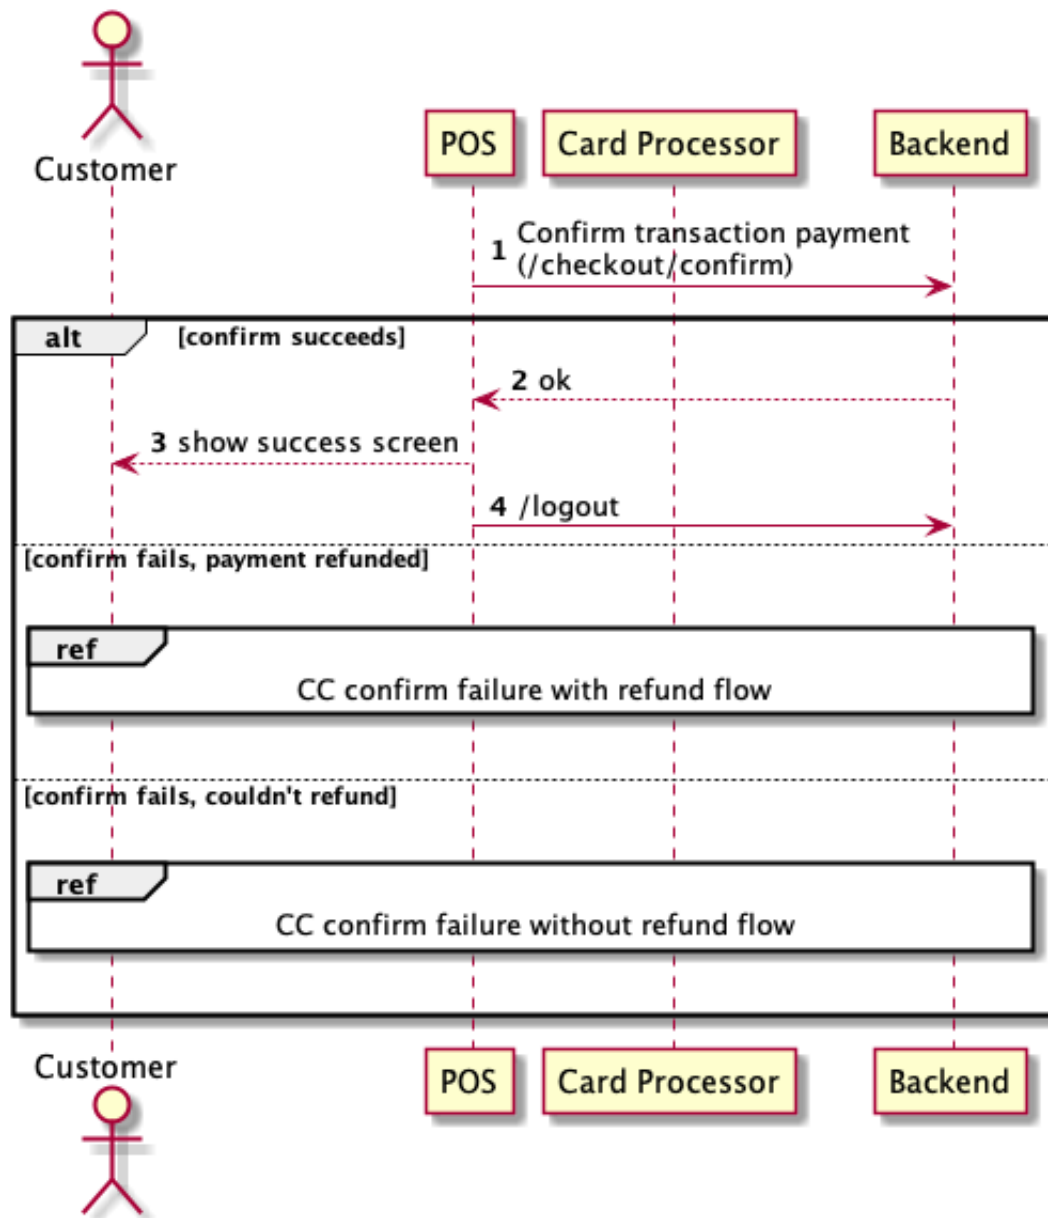 Customer
POS
Card Processor
Backend
1 Confirm transaction payment
(/checkout/confirm)
alt [confirm succeeds]
2 ok
3 show success screen
4 /logout
[confirm fails, payment refunded]
ref
CC confirm failure with refund flow
[confirm fails, couldn't refund]
ref
CC confirm failure without refund flow
Customer
POS
Card Processor
Backend